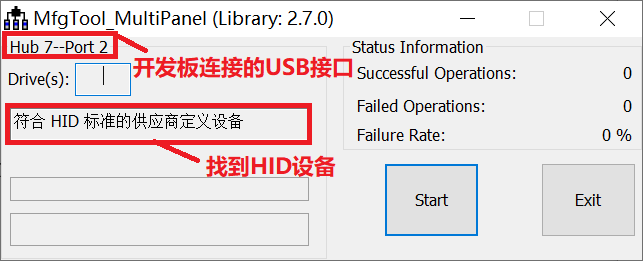 MfgTool_MultiPanel (Library: 2.7.0)
Hub 7--Port 2
开发板连接的USB接口
Drive(s):
符合 HID 标准的供应商定义设备
找到HID设备
Status Information
Successful Operations: 0
Failed Operations: 0
Failure Rate: 0 %
Start
Exit